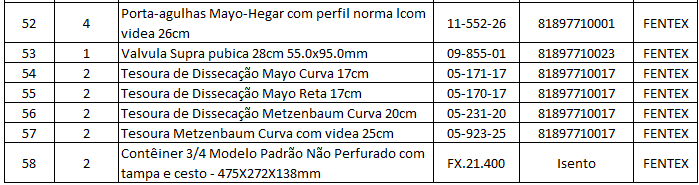 52 4 Porta-agulhas Mayo-Hegar com perfil norma lcom videa 26cm 11-552-26 81897710001 FENTEX
53 1 Valvula Supra pubica 28cm 55.0x95.0mm 09-855-01 81897710023 FENTEX
54 2 Tesoura de Dissecação Mayo Curva 17cm 05-171-17 81897710017 FENTEX
55 2 Tesoura de Dissecação Mayo Reta 17cm 05-170-17 81897710017 FENTEX
56 2 Tesoura de Dissecação Metzenbaum Curva 20cm 05-231-20 81897710017 FENTEX
57 2 Tesoura Metzenbaum Curva com videa 25cm 05-923-25 81897710017 FENTEX
58 2 Contêiner 3/4 Modelo Padrão Não Perfurado com tampa e cesto - 475X272X138mm FX.21.400 Isento FENTEX